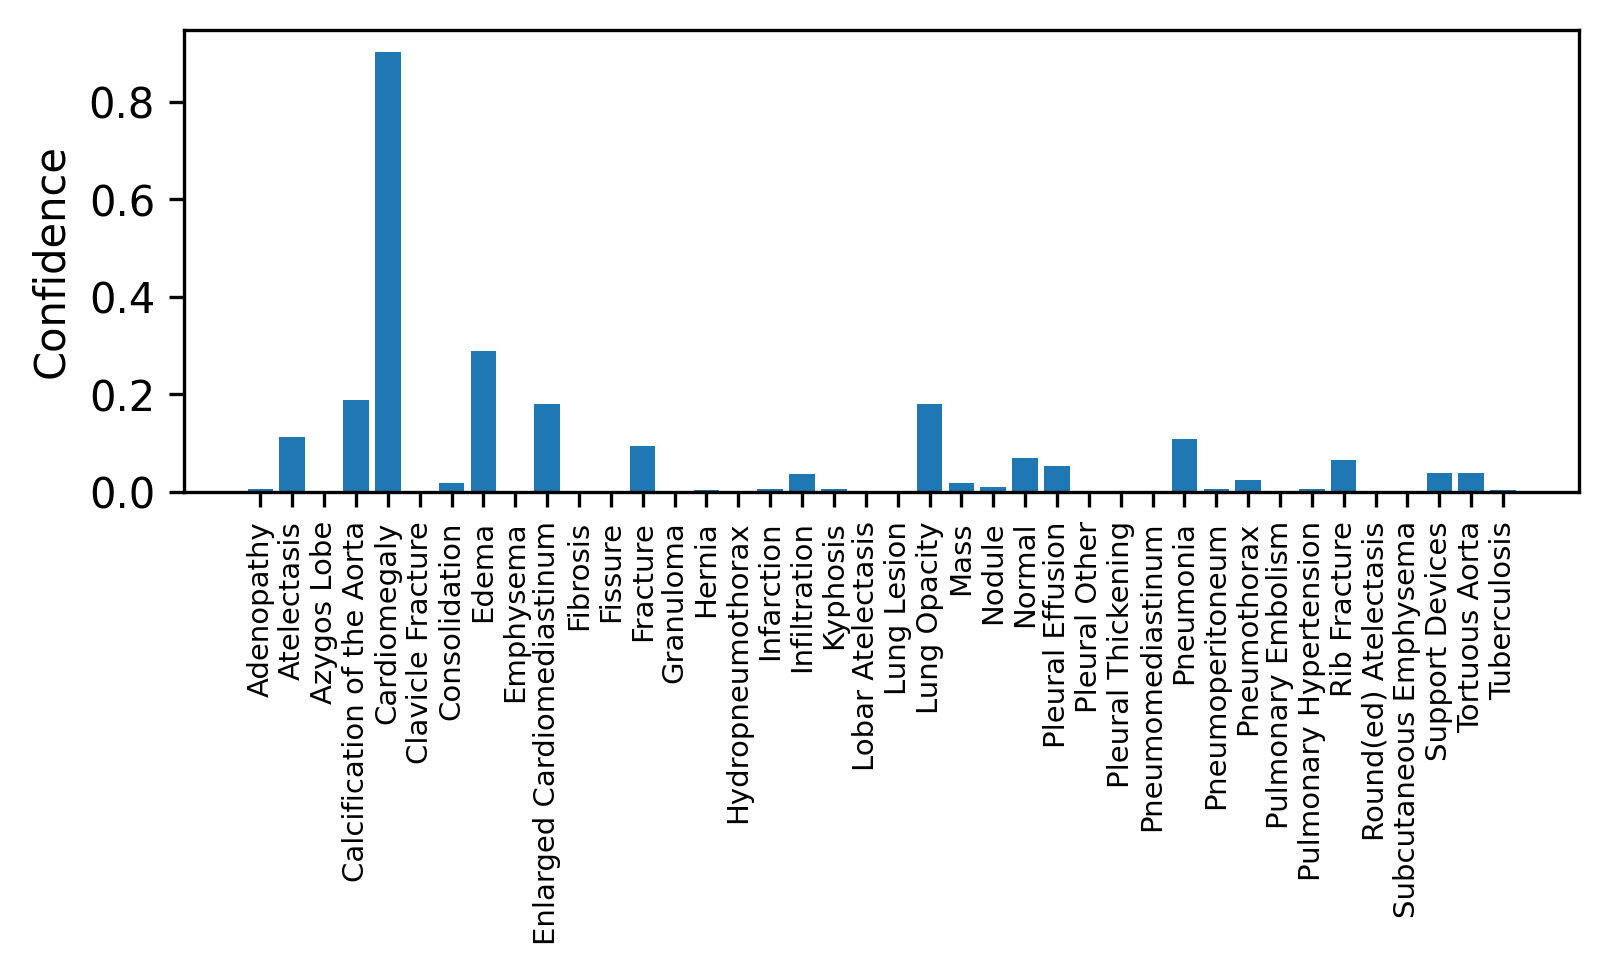 Confidence
0.8
0.6
0.4
0.2
0.0
Adenopathy
Atelectasis
Azygos Lobe
Calcification of the Aorta
Cardiomegaly
Clavicle Fracture
Consolidation
Edema
Emphysema
Enlarged Cardiomediastinum
Fibrosis
Fissure
Fracture
Granuloma
Hernia
Hydropneumothorax
Infarction
Infiltration
Kyphosis
Lobar Atelectasis
Lung Lesion
Lung Opacity
Mass
Nodule
Normal
Pleural Effusion
Pleural Other
Pleural Thickening
Pneumomediastinum
Pneumonia
Pneumoperitoneum
Pneumothorax
Pulmonary Embolism
Pulmonary Hypertension
Rib Fracture
Round(ed) Atelectasis
Subcutaneous Emphysema
Support Devices
Tortuous Aorta
Tuberculosis